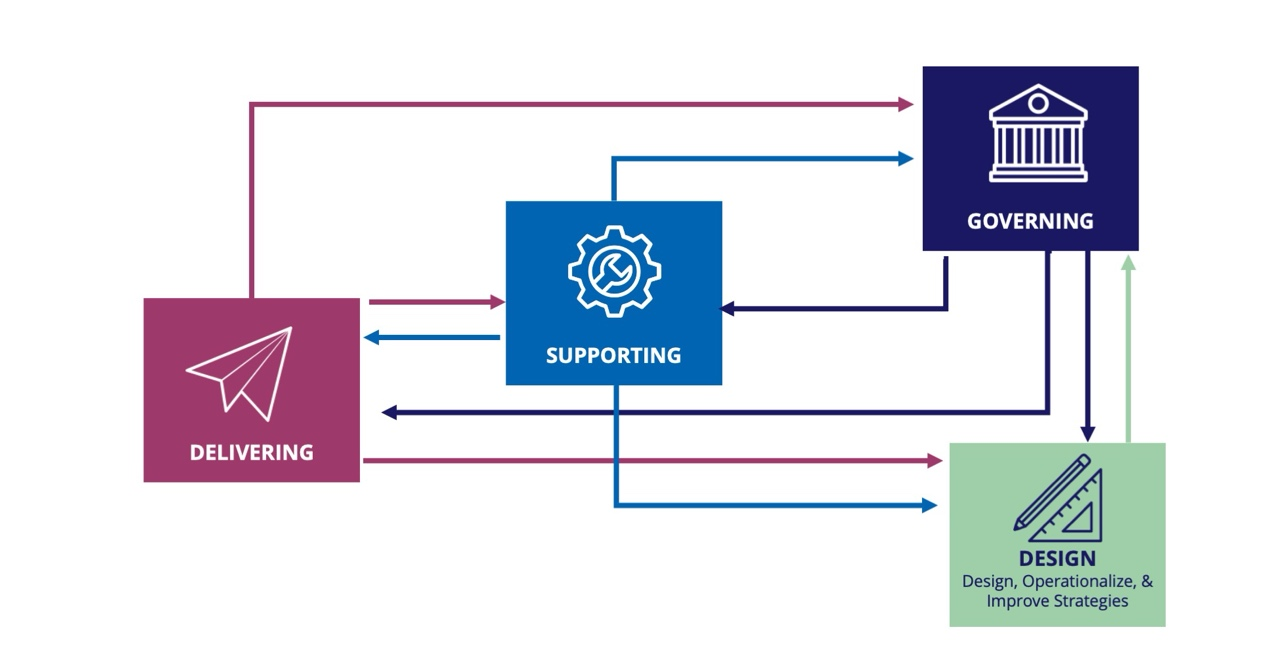 GOVERNING
SUPPORTING
DELIVERING
DESIGN
Design, Operationalize, &
Improve Strategies